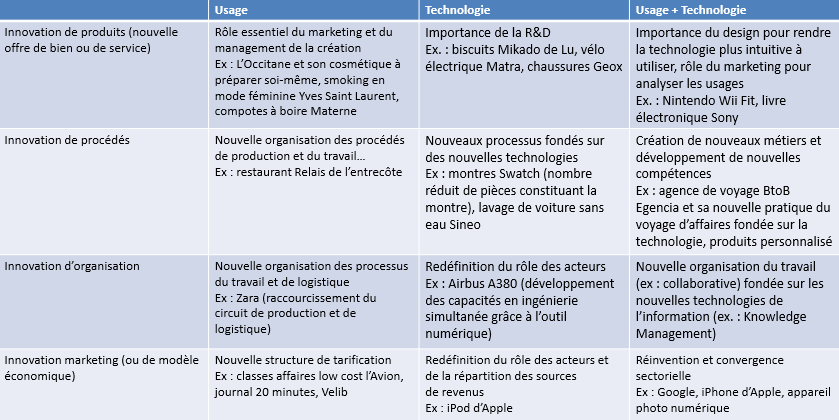 Usage
Technologie
Usage + Technologie
Innovation de produits (nouvelle
offre de bien ou de service)
Rôle essentiel du marketing et du
management de la création
Ex : L'Occitane et son cosmétique à
préparer soi-même, smoking en
mode féminine Yves Saint Laurent,
compotes à boire Materne
Importance de la R&D
Ex. : biscuits Mikado de Lu, vélo
électrique Matra, chaussures Geox
Importance du design pour rendre
la technologie plus intuitive à
utiliser, rôle du marketing pour
analyser les usages
Ex. : Nintendo Wii Fit, livre
électronique Sony
Innovation de procédés
Nouvelle organisation des procédés
de production et du travail…
Ex : restaurant Relais de l'entrecôte
Nouveaux processus fondés sur
des nouvelles technologies
Ex : montres Swatch (nombre
réduit de pièces constituant la
montre), lavage de voiture sans
eau Sineo
Création de nouveaux métiers et
développement de nouvelles
compétences
Ex : agence de voyage BtoB
Egencia et sa nouvelle pratique du
voyage d'affaires fondée sur la
technologie, produits personnalisé
Innovation d'organisation
Nouvelle organisation des processus
du travail et de logistique
Ex : Zara (raccourcissement du
circuit de production et de
logistique)
Redéfinition du rôle des acteurs
Ex : Airbus A380 (développement
des capacités en ingénierie
simultanée grâce à l'outil
numérique)
Nouvelle organisation du travail
(ex : collaborative) fondée sur les
nouvelles technologies de
l'information (ex. : Knowledge
Management)
Innovation marketing (ou de modèle
économique)
Nouvelle structure de tarification
Ex : classes affaires low cost l'Avion,
journal 20 minutes, Velib
Redéfinition du rôle des acteurs et
de la répartition des sources
de revenus
Ex : iPod d'Apple
Réinvention et convergence
sectorielle
Ex : Google, iPhone d'Apple, appareil
photo numérique